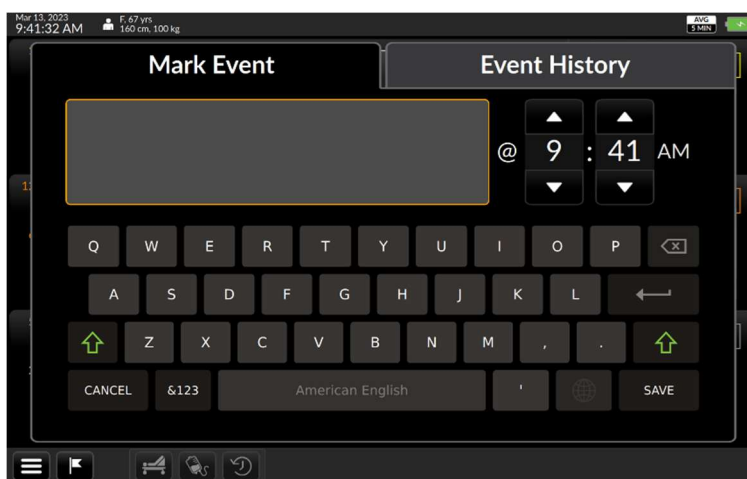 Mar 13, 2023
9:41:32 AM
F, 67 yrs
160 cm, 100 kg
AVG
5 MIN
Mark Event
Event History
@ 9 : 41 AM
Q W E R T Y U I O P
A S D F G H J K L
Z X C V B N M , .
CANCEL &123 American English ' SAVE